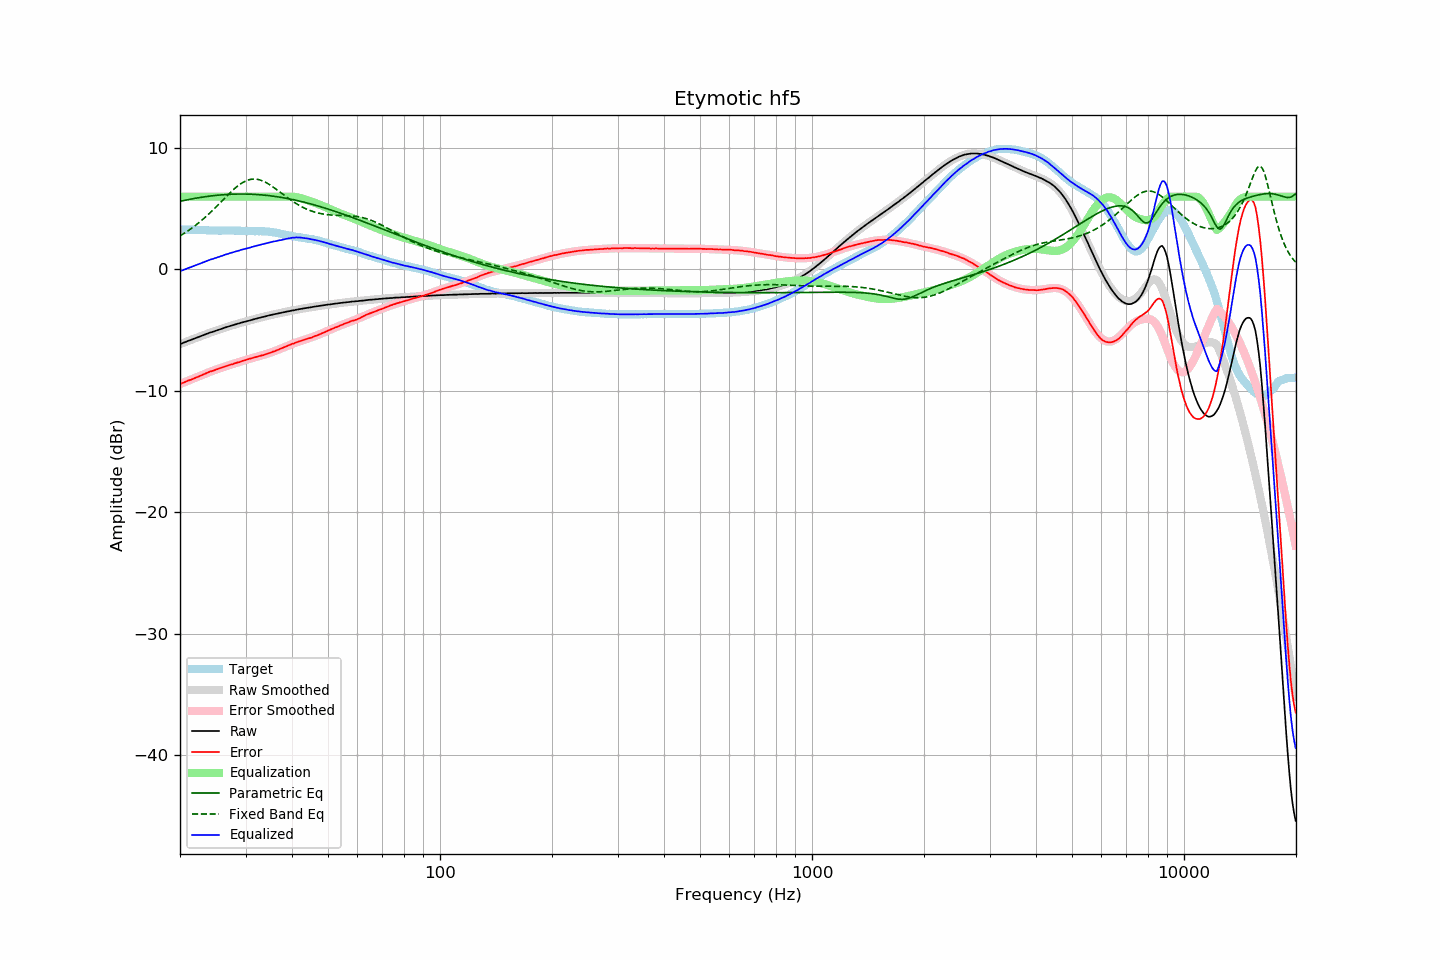 Etymotic hf5
10
0
−10
−20
−30
−40
Amplitude (dBr)
Target
Raw Smoothed
Error Smoothed
Raw
Error
Equalization
Parametric Eq
Fixed Band Eq
Equalized
100
1000
10000
Frequency (Hz)